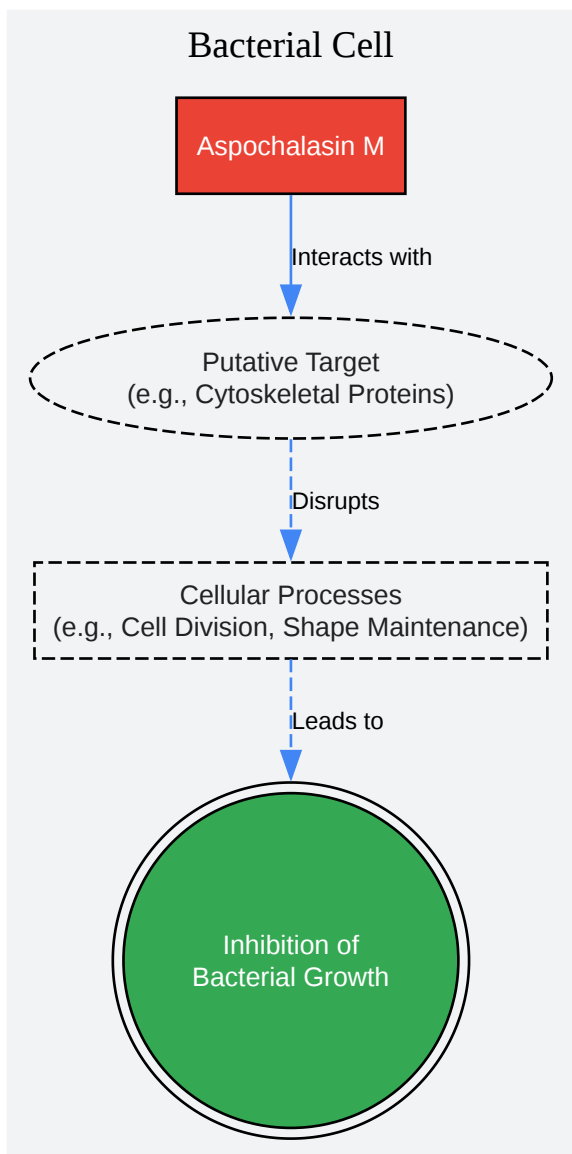 Bacterial Cell
Aspochalasin M
Interacts with
Putative Target
(e.g., Cytoskeletal Proteins)
Disrupts
Cellular Processes
(e.g., Cell Division, Shape Maintenance)
Leads to
Inhibition of
Bacterial Growth